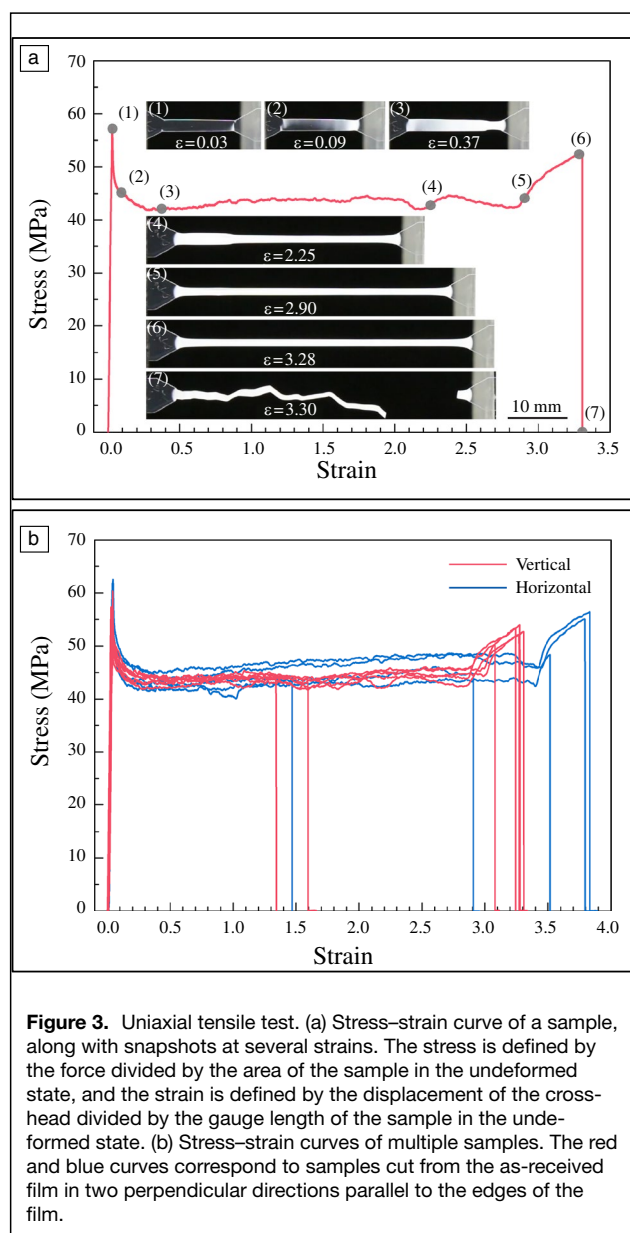 a
70
60
50
40
30
20
10
0
Stress (MPa)
(1)
(2)
(3)
(4)
(5)
(6)
(7)
(1)
ε=0.03
(2)
ε=0.09
(3)
ε=0.37
(4)
ε=2.25
(5)
ε=2.90
(6)
ε=3.28
(7)
ε=3.30
10 mm
0.0 0.5 1.0 1.5 2.0 2.5 3.0 3.5
Strain
b
70
60
50
40
30
20
10
0
Stress (MPa)
Vertical
Horizontal
0.0 0.5 1.0 1.5 2.0 2.5 3.0 3.5 4.0
Strain
Figure 3. Uniaxial tensile test. (a) Stress–strain curve of a sample,
along with snapshots at several strains. The stress is defined by
the force divided by the area of the sample in the undeformed
state, and the strain is defined by the displacement of the cross-
head divided by the gauge length of the sample in the unde-
formed state. (b) Stress–strain curves of multiple samples. The red
and blue curves correspond to samples cut from the as-received
film in two perpendicular directions parallel to the edges of the
film.